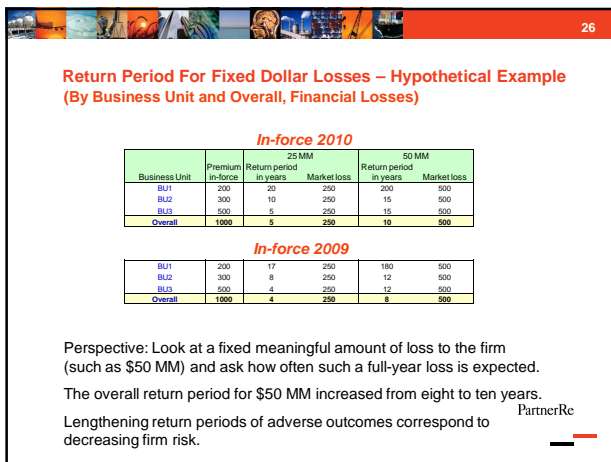 26
Return Period For Fixed Dollar Losses – Hypothetical Example
(By Business Unit and Overall, Financial Losses)
In-force 2010
25 MM 50 MM
Premium Return period Return period
Business Unit in-force in years Market loss in years Market loss
BU1 200 20 250 200 500
BU2 300 10 250 15 500
BU3 500 5 250 15 500
Overall 1000 5 250 10 500
In-force 2009
BU1 200 17 250 180 500
BU2 300 8 250 12 500
BU3 500 4 250 12 500
Overall 1000 4 250 8 500
Perspective: Look at a fixed meaningful amount of loss to the firm
(such as $50 MM) and ask how often such a full-year loss is expected.
The overall return period for $50 MM increased from eight to ten years.
PartnerRe
Lengthening return periods of adverse outcomes correspond to
decreasing firm risk.